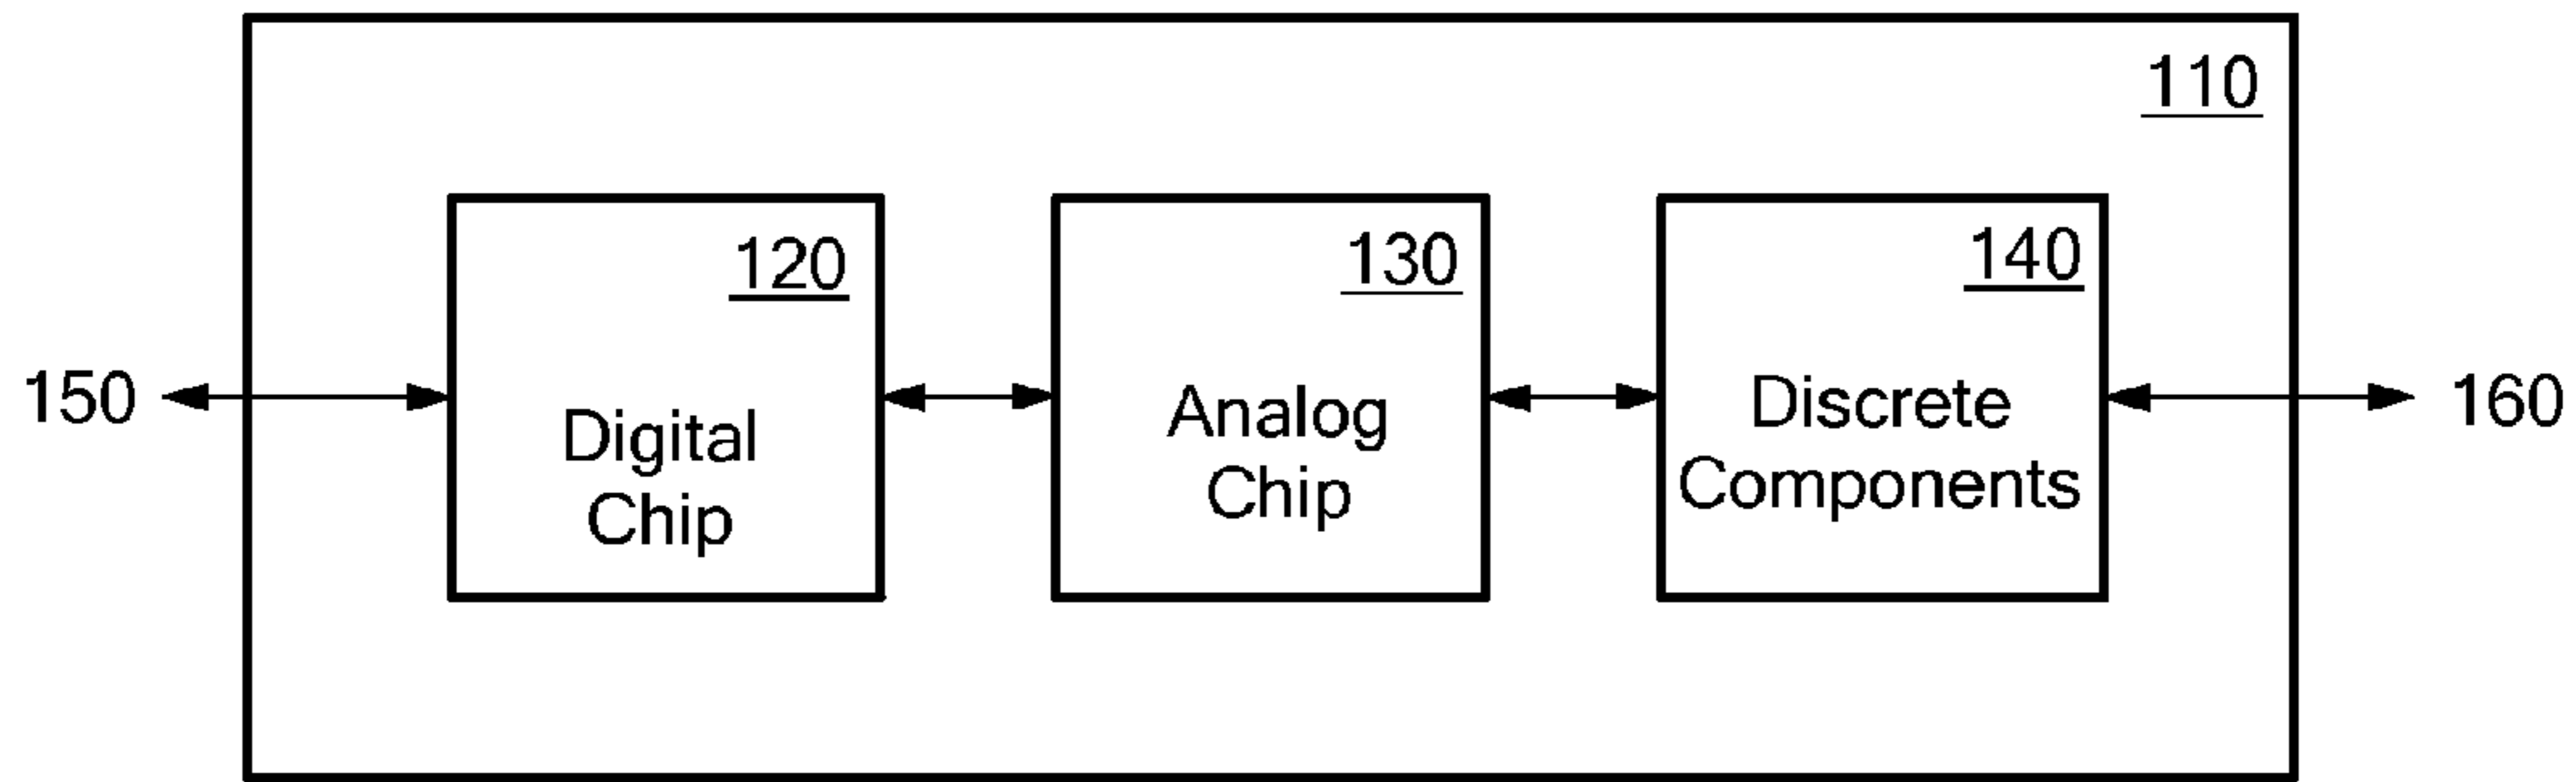 110
120
130
140
150
Digital
Chip
Analog
Chip
Discrete
Components
160